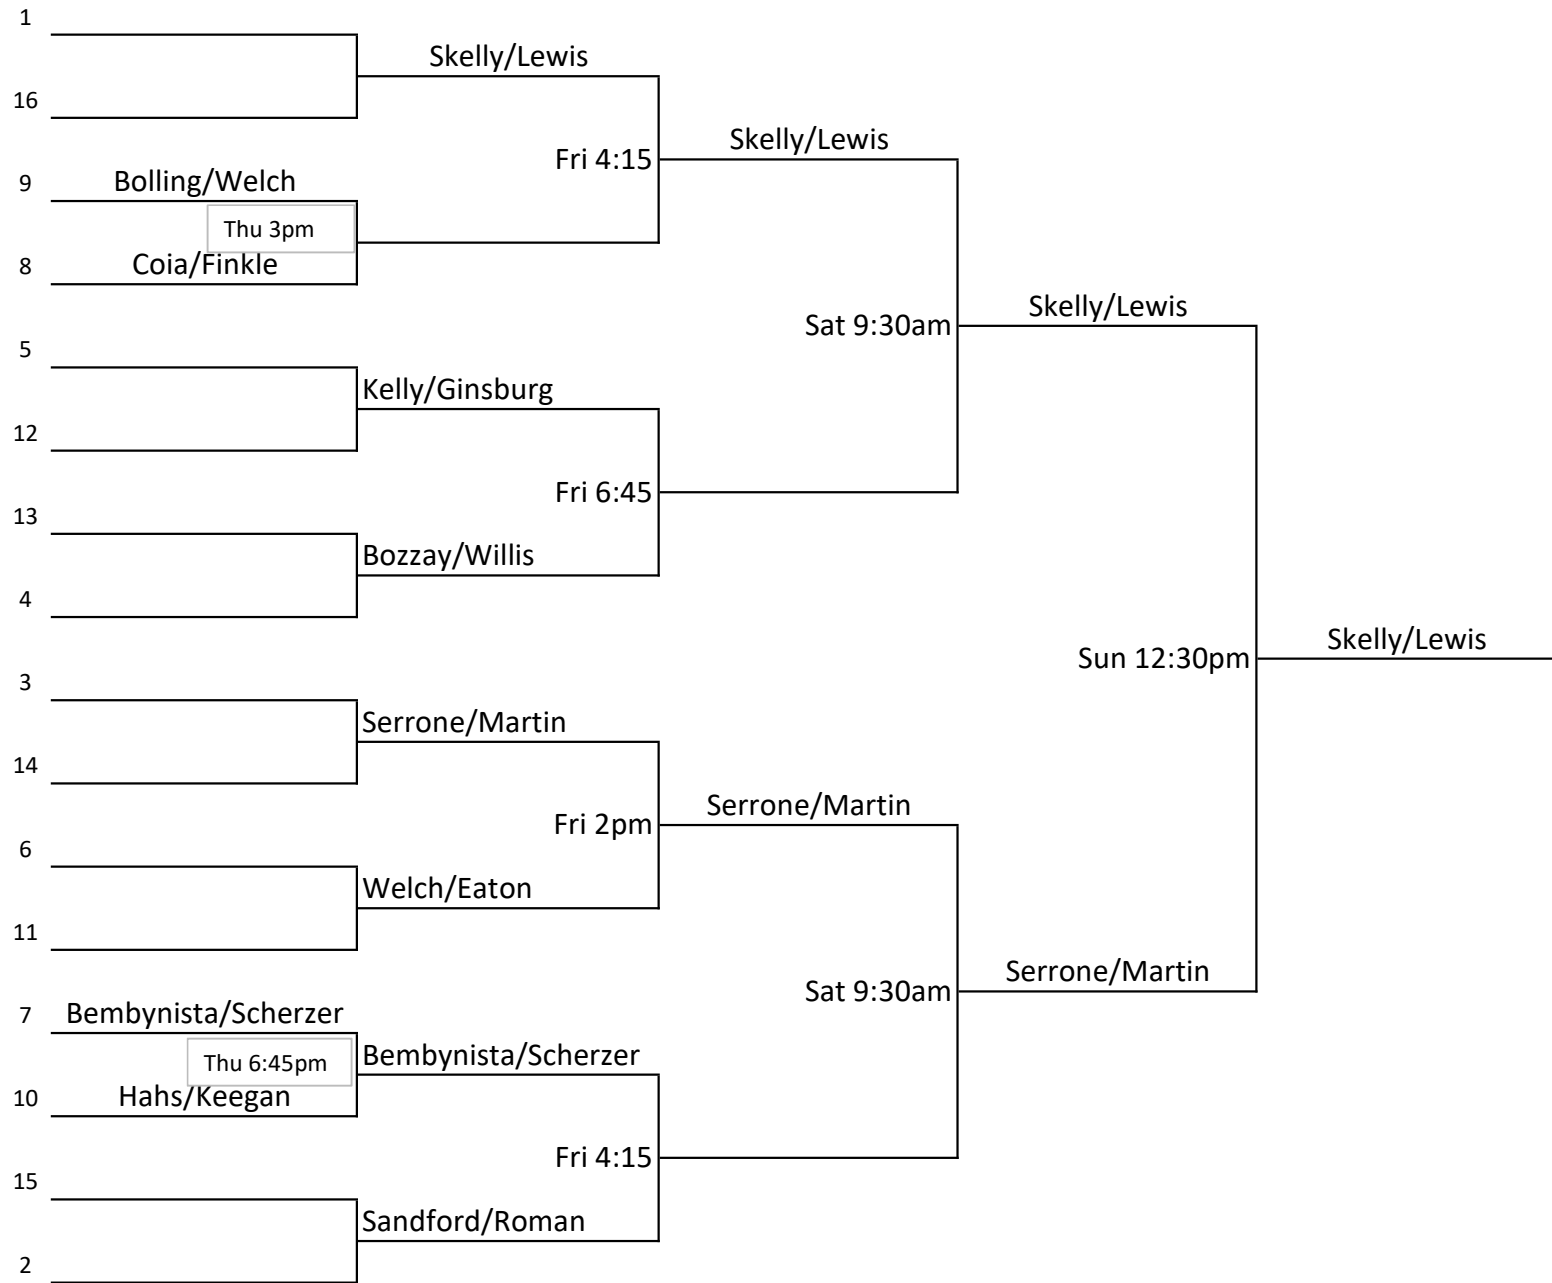 1
Skelly/Lewis
16
Fri 4:15
Skelly/Lewis
9
Bolling/Welch
Thu 3pm
8
Coia/Finkle
Sat 9:30am
Skelly/Lewis
5
Kelly/Ginsburg
12
Fri 6:45
13
Bozzay/Willis
4
Sun 12:30pm
Skelly/Lewis
3
Serrone/Martin
14
Fri 2pm
Serrone/Martin
6
Welch/Eaton
11
Sat 9:30am
Serrone/Martin
7
Bembynista/Scherzer
Thu 6:45pm
Bembynista/Scherzer
10
Hahs/Keegan
Fri 4:15
15
Sandford/Roman
2